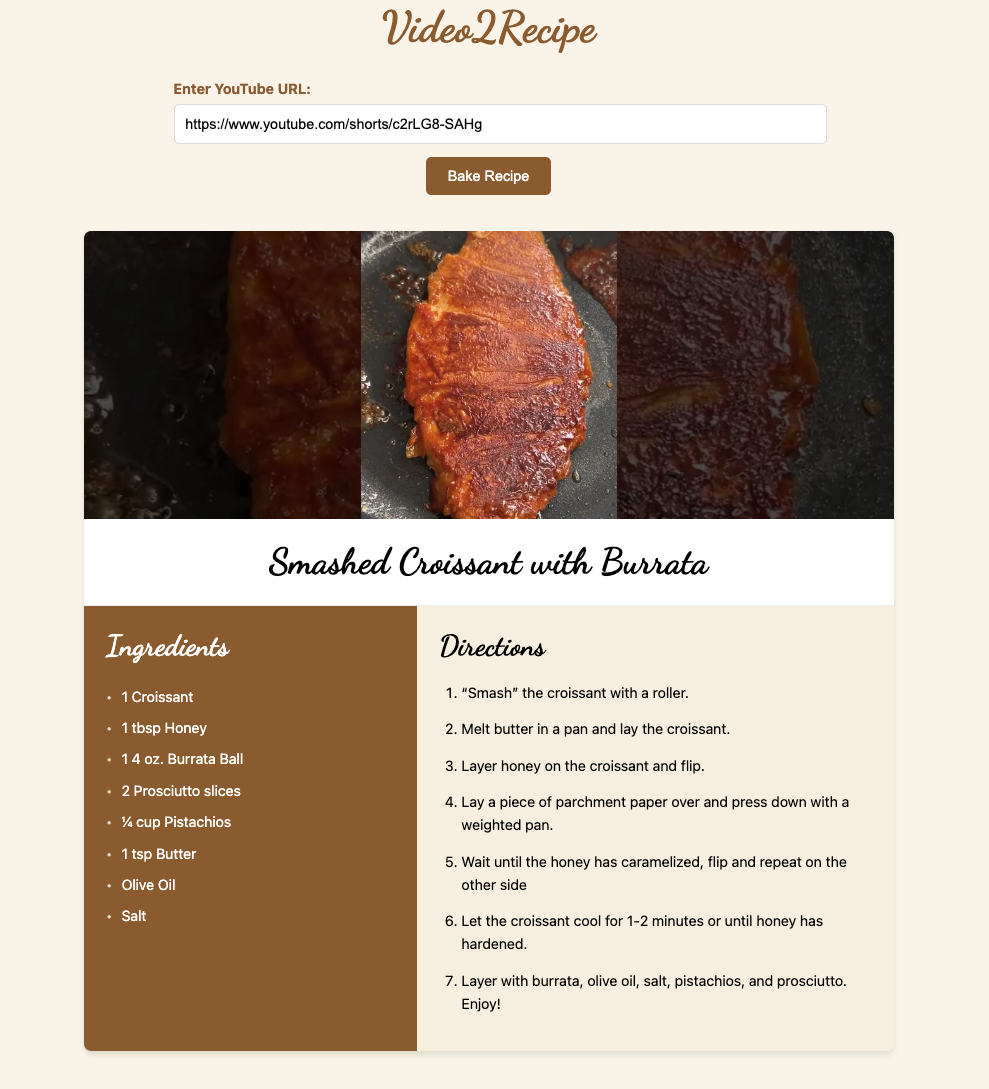 Video2Recipe
Enter YouTube URL:
https://www.youtube.com/shorts/c2rLG8-SAHg
Bake Recipe
Smashed Croissant with Burrata
Ingredients
• 1 Croissant
• 1 tbsp Honey
• 1 4 oz. Burrata Ball
• 2 Prosciutto slices
• ¼ cup Pistachios
• 1 tsp Butter
• Olive Oil
• Salt
Directions
1. “Smash” the croissant with a roller.
2. Melt butter in a pan and lay the croissant.
3. Layer honey on the croissant and flip.
4. Lay a piece of parchment paper over and press down with a
weighted pan.
5. Wait until the honey has caramelized, flip and repeat on the
other side
6. Let the croissant cool for 1-2 minutes or until honey has
hardened.
7. Layer with burrata, olive oil, salt, pistachios, and prosciutto.
Enjoy!